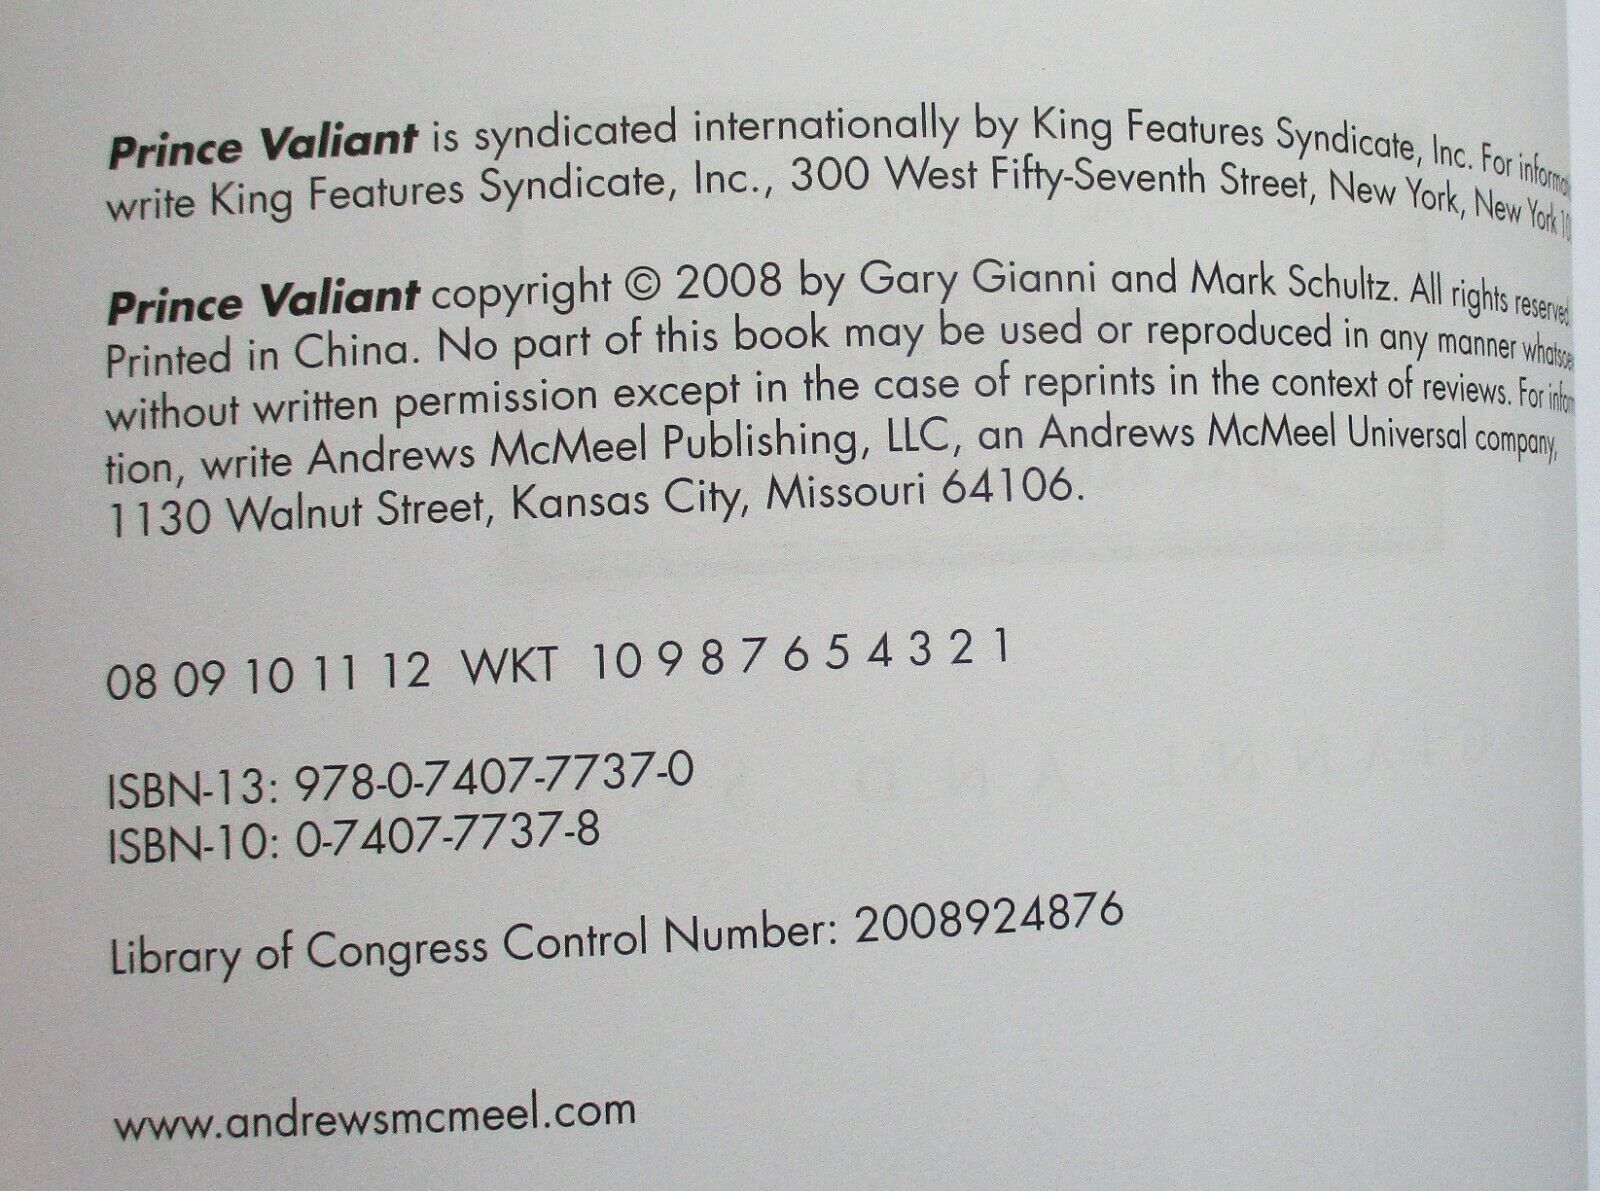 Prince Valiant is syndicated internationally by King Features Syndicate, Inc. For
write King Features Syndicate, Inc., 300 West Fifty-Seventh Street, New York, New York
Prince Valiant copyright © 2008 by Gary Gianni and Mark Schultz. All rights reserved
Printed in China. No part of this book may be used or reproduced in any manner
without written permission except in the case of reprints in the context of reviews. For
tion, write Andrews McMeel Publishing, LLC, an Andrews McMeel Universal company,
1130 Walnut Street, Kansas City, Missouri 64106.
08 09 10 11 12 WKT 10 9 8 7 6 5 4 3 2 1
ISBN-13: 978-0-7407-7737-0
ISBN-10: 0-7407-7737-8
Library of Congress Control Number: 2008924876
www.andrewsmcmeel.com